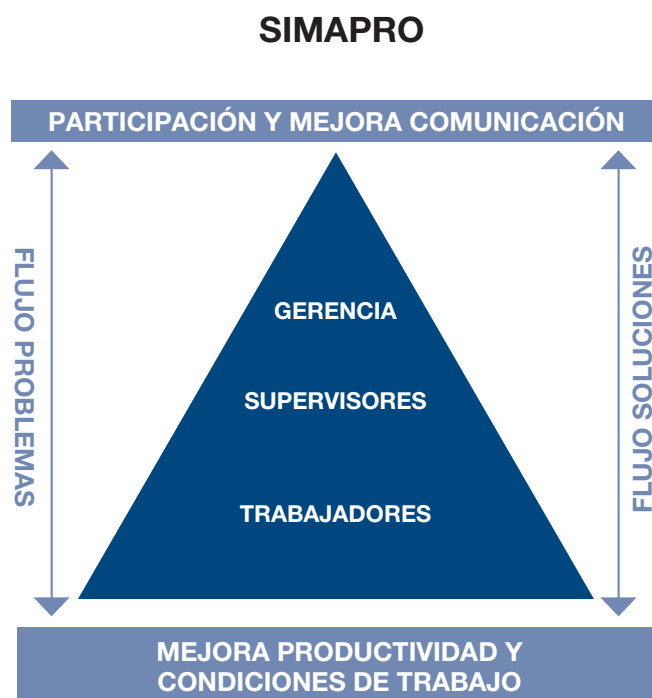 SIMAPRO
PARTICIPACIÓN Y MEJORA COMUNICACIÓN
FLUJO PROBLEMAS
GERENCIA
SUPERVISORES
TRABAJADORES
FLUJO SOLUCIONES
MEJORA PRODUCTIVIDAD Y
CONDICIONES DE TRABAJO